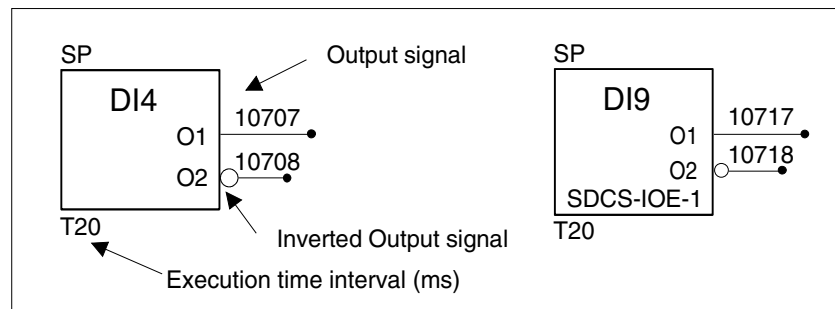 SP
Output signal
DI4
10707
O1
10708
O2
T20
Inverted Output signal
Execution time interval (ms)
SP
DI9
10717
O1
10718
O2
SDCS-IOE-1
T20